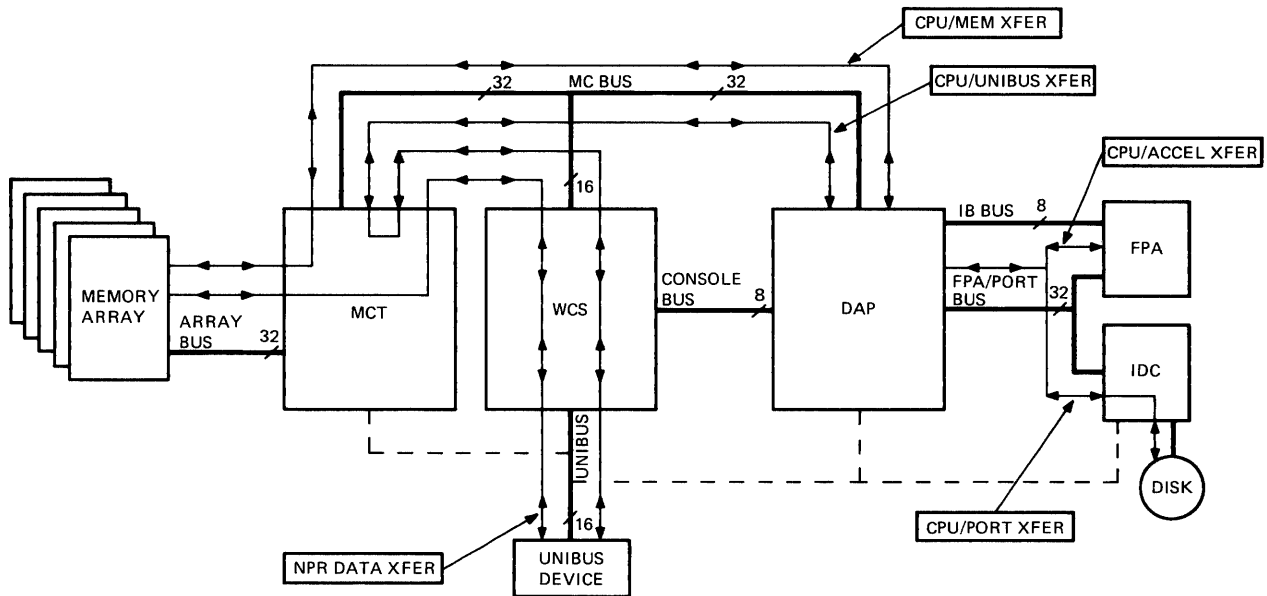 CPU/MEM XFER
MC BUS
32
32
CPU/UNIBUS XFER
CPU/ACCEL XFER
16
IB BUS
8
FPA
MEMORY
ARRAY
ARRAY
BUS
32
MCT
WCS
CONSOLE
BUS
8
DAP
FPA/PORT
BUS
32
IDC
UNIBUS
DISK
16
CPU/PORT XFER
NPR DATA XFER
UNIBUS
DEVICE